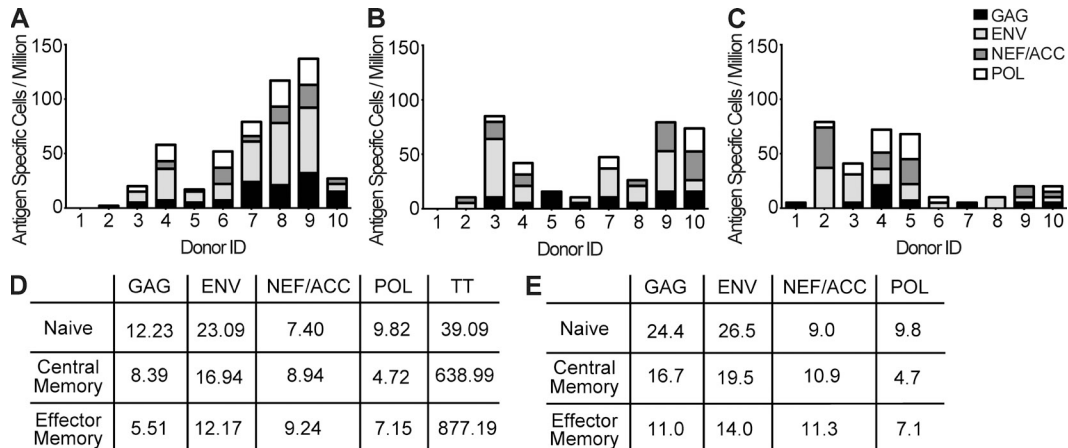 A
B
C
GAG
ENV
NEF/ACC
POL
Antigen Specific Cells / Million
150
100
50
0
1 2 3 4 5 6 7 8 9 10
Donor ID
Antigen Specific Cells / Million
150
100
50
0
1 2 3 4 5 6 7 8 9 10
Donor ID
Antigen Specific Cells / Million
150
100
50
0
1 2 3 4 5 6 7 8 9 10
Donor ID
D
GAG ENV NEF/ACC POL TT
Naive 12.23 23.09 7.40 9.82 39.09
Central Memory 8.39 16.94 8.94 4.72 638.99
Effector Memory 5.51 12.17 9.24 7.15 877.19
E
GAG ENV NEF/ACC POL
Naive 24.4 26.5 9.0 9.8
Central Memory 16.7 19.5 10.9 4.7
Effector Memory 11.0 14.0 11.3 7.1